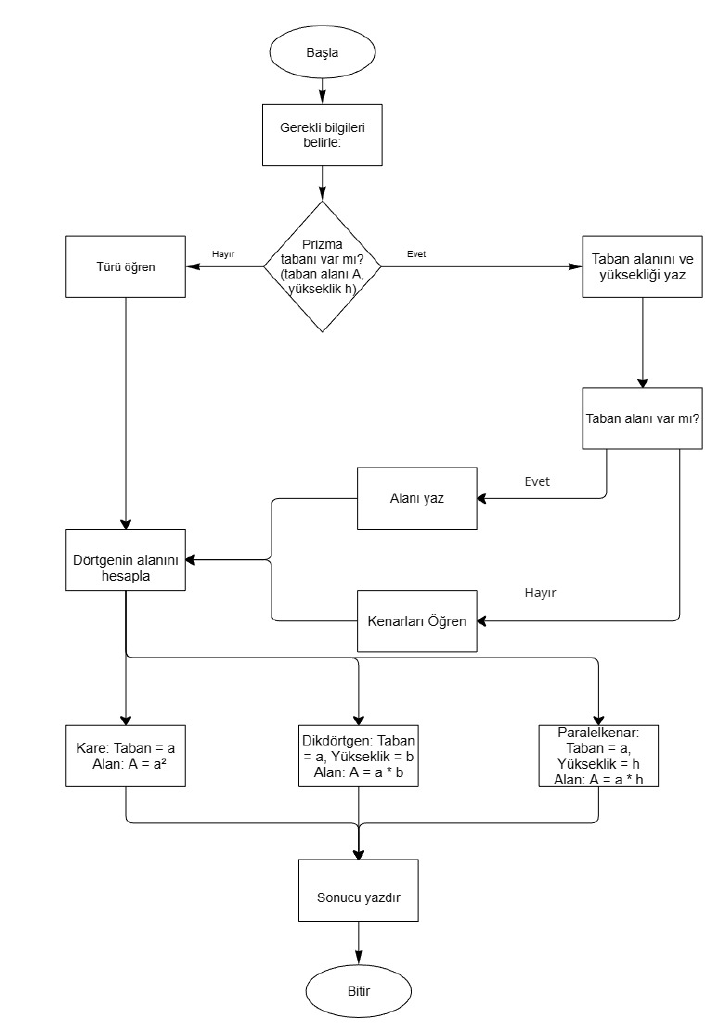 Başla
Gerekli bilgileri
belirle:
Prizma
tabanı var mı?
(taban alanı A,
yükseklik h)
Hayır
Evet
Türü öğren
Taban alanını ve
yüksekliği yaz
Taban alanı var mı?
Evet
Alanı yaz
Dörtgenin alanını
hesapla
Hayır
Kenarları Öğren
Kare: Taban = a
Alan: A = a²
Dikdörtgen: Taban
= a, Yükseklik = b
Alan: A = a * b
Paralelkenar:
Taban = a,
Yükseklik = h
Alan: A = a * h
Sonucu yazdır
Bitir